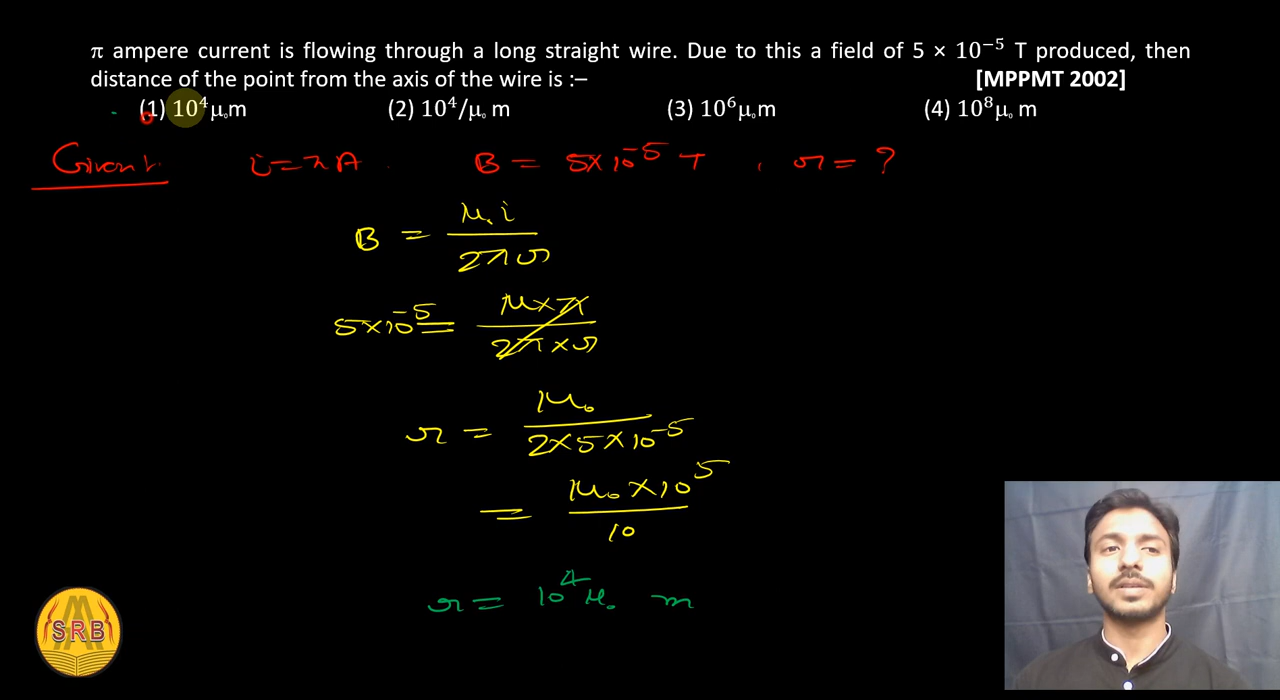 π ampere current is flowing through a long straight wire. Due to this a field of 5 × 10⁻⁵ T produced, then
distance of the point from the axis of the wire is :– [MPPMT 2002]
(1) 10⁴μ₀m (2) 10⁴/μ₀ m (3) 10⁶μ₀m (4) 10⁸μ₀ m
Given:- i = π A. B = 5×10⁻⁵ T , r = ?
B = μ₀ i / 2πr
5×10⁻⁵ = μ×π / 2π×r
r = μ₀ / 2×5×10⁻⁵
= μ₀×10⁵ / 10
r = 10⁴μ₀ m
SRB